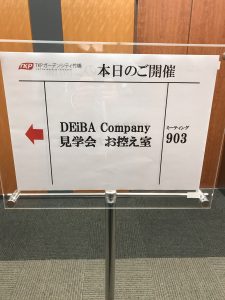 TKP TKPガーデンシティ竹橋
本日のご開催
DEiBA Company
見学会 お控え室
ミーティング
903